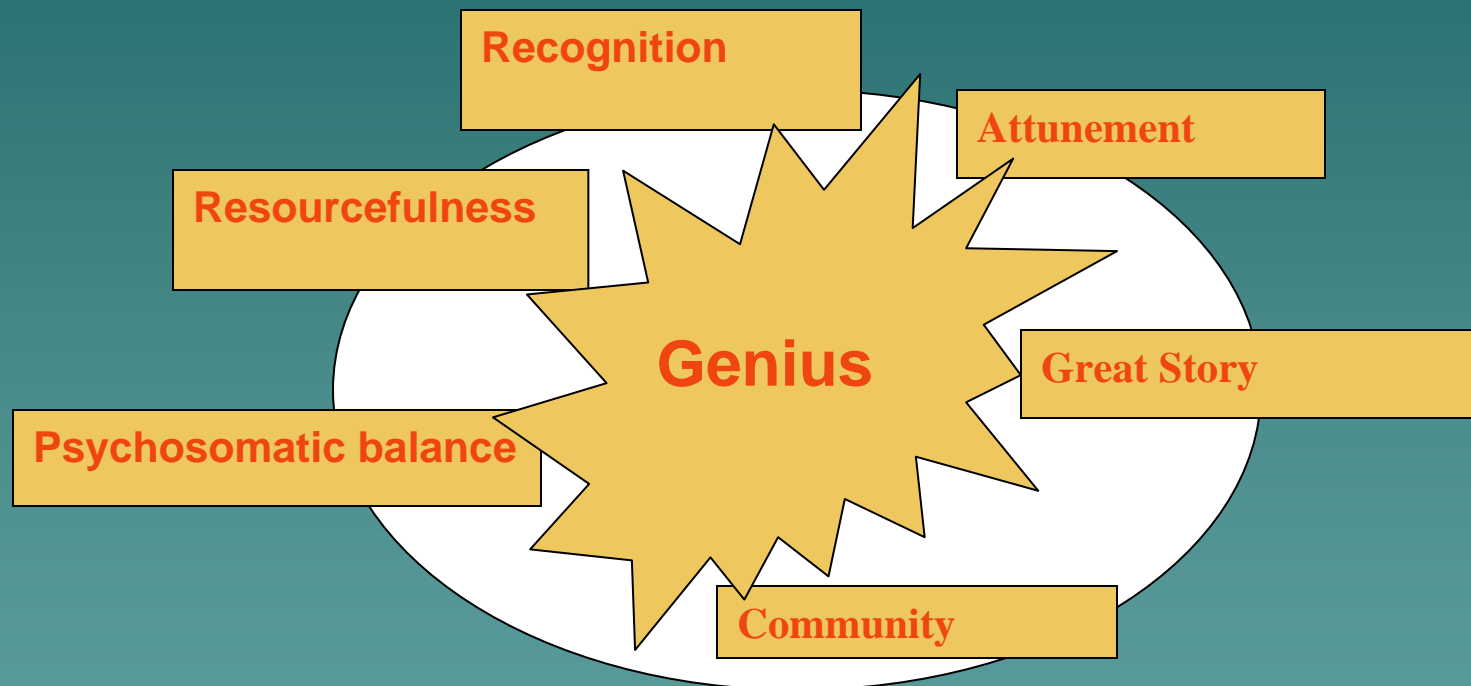 Recognition
Attunement
Resourcefulness
Genius
Great Story
Psychosomatic balance
Community